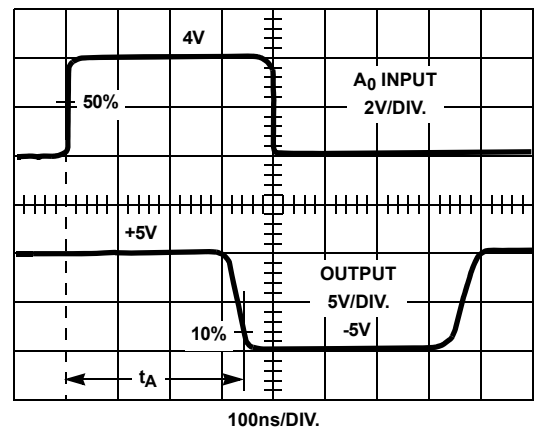 4V
A0 INPUT
2V/DIV.
50%
+5V
OUTPUT
5V/DIV.
-5V
10%
tA
100ns/DIV.